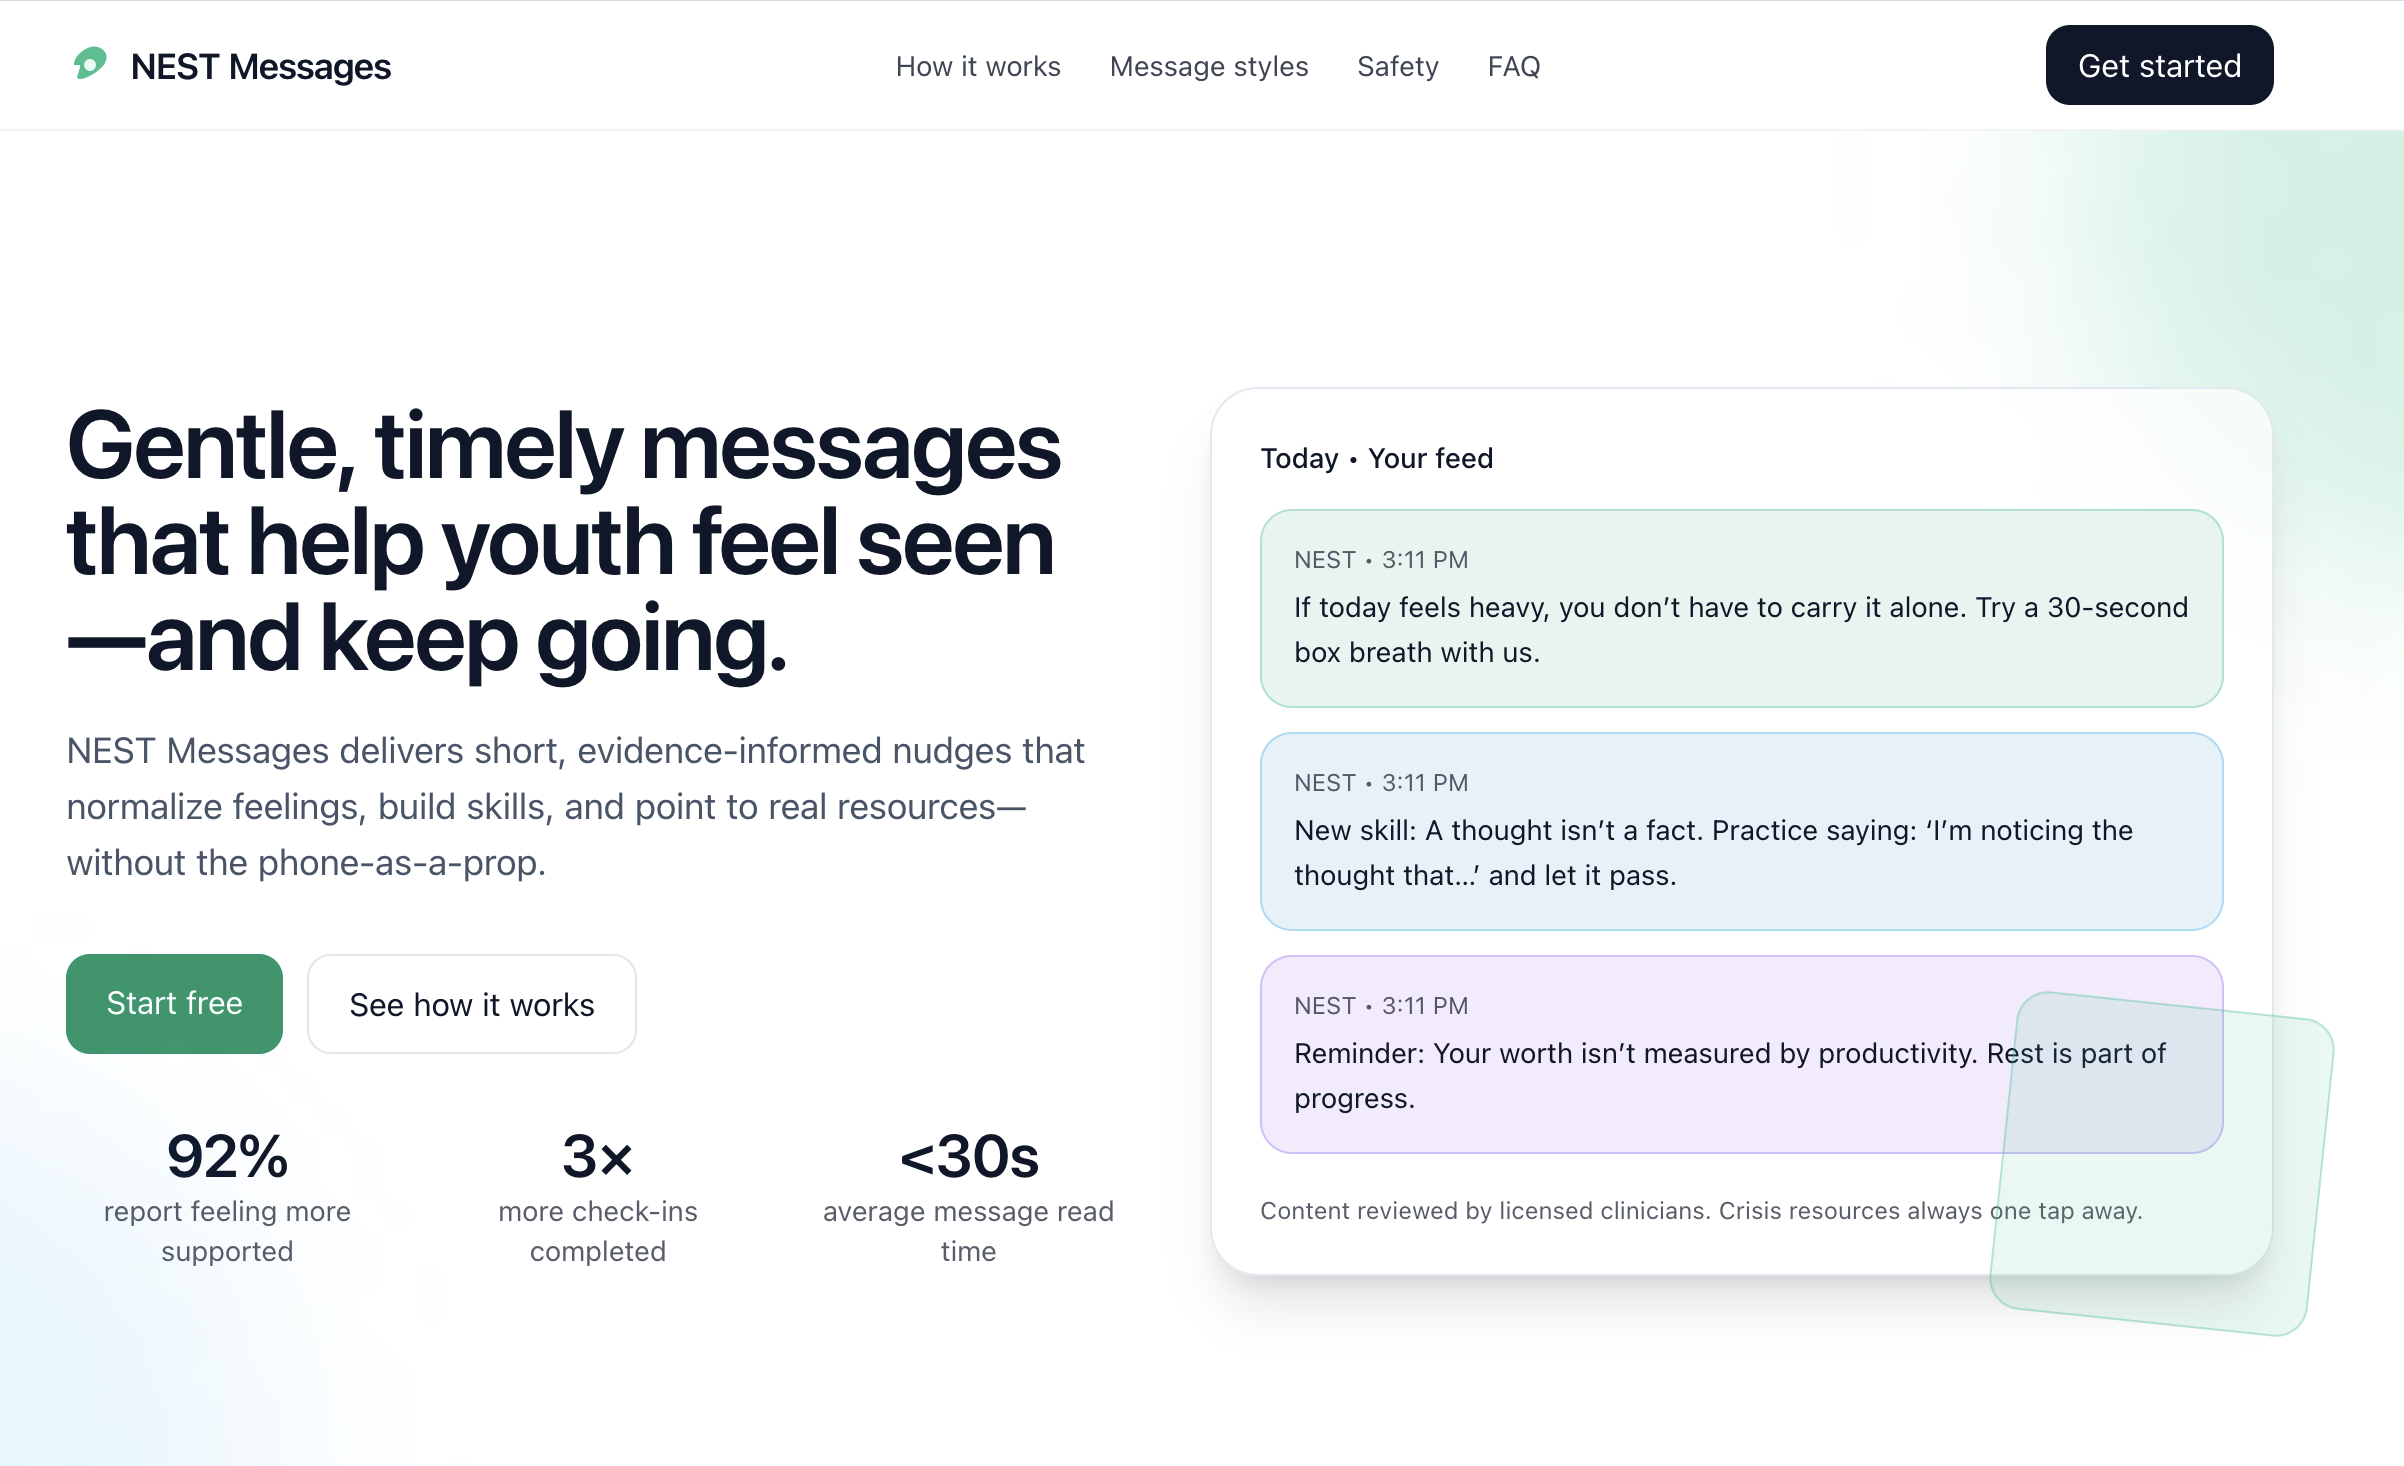 NEST Messages
How it works
Message styles
Safety
FAQ
Get started
Gentle, timely messages
that help youth feel seen
—and keep going.
NEST Messages delivers short, evidence-informed nudges that
normalize feelings, build skills, and point to real resources—
without the phone-as-a-prop.
Start free
See how it works
92%
report feeling more
supported
3×
more check-ins
completed
<30s
average message read
time
Today • Your feed
NEST • 3:11 PM
If today feels heavy, you don’t have to carry it alone. Try a 30-second
box breath with us.
NEST • 3:11 PM
New skill: A thought isn’t a fact. Practice saying: ‘I’m noticing the
thought that…’ and let it pass.
NEST • 3:11 PM
Reminder: Your worth isn’t measured by productivity. Rest is part of
progress.
Content reviewed by licensed clinicians. Crisis resources always one tap away.